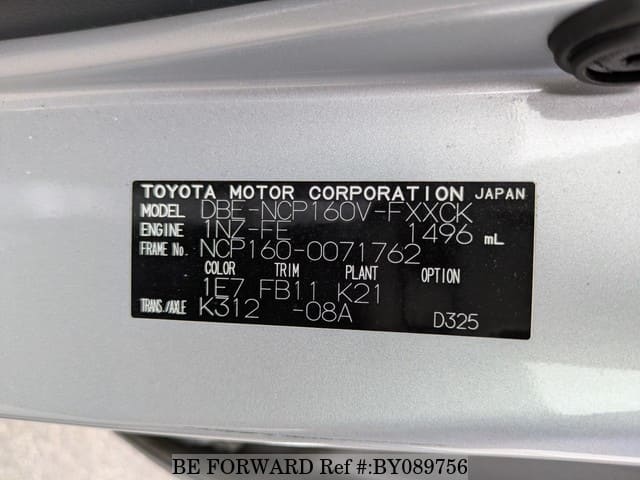 TOYOTA MOTOR CORPORATION JAPAN
MODEL DBE-NCP160V-FXXCK
ENGINE 1NZ-FE 1496 mL
FRAME No. NCP160-0071762
COLOR TRIM PLANT OPTION
1E7 FB11 K21
TRANS./AXLE K312 -08A D325
BE FORWARD Ref #:BY089756